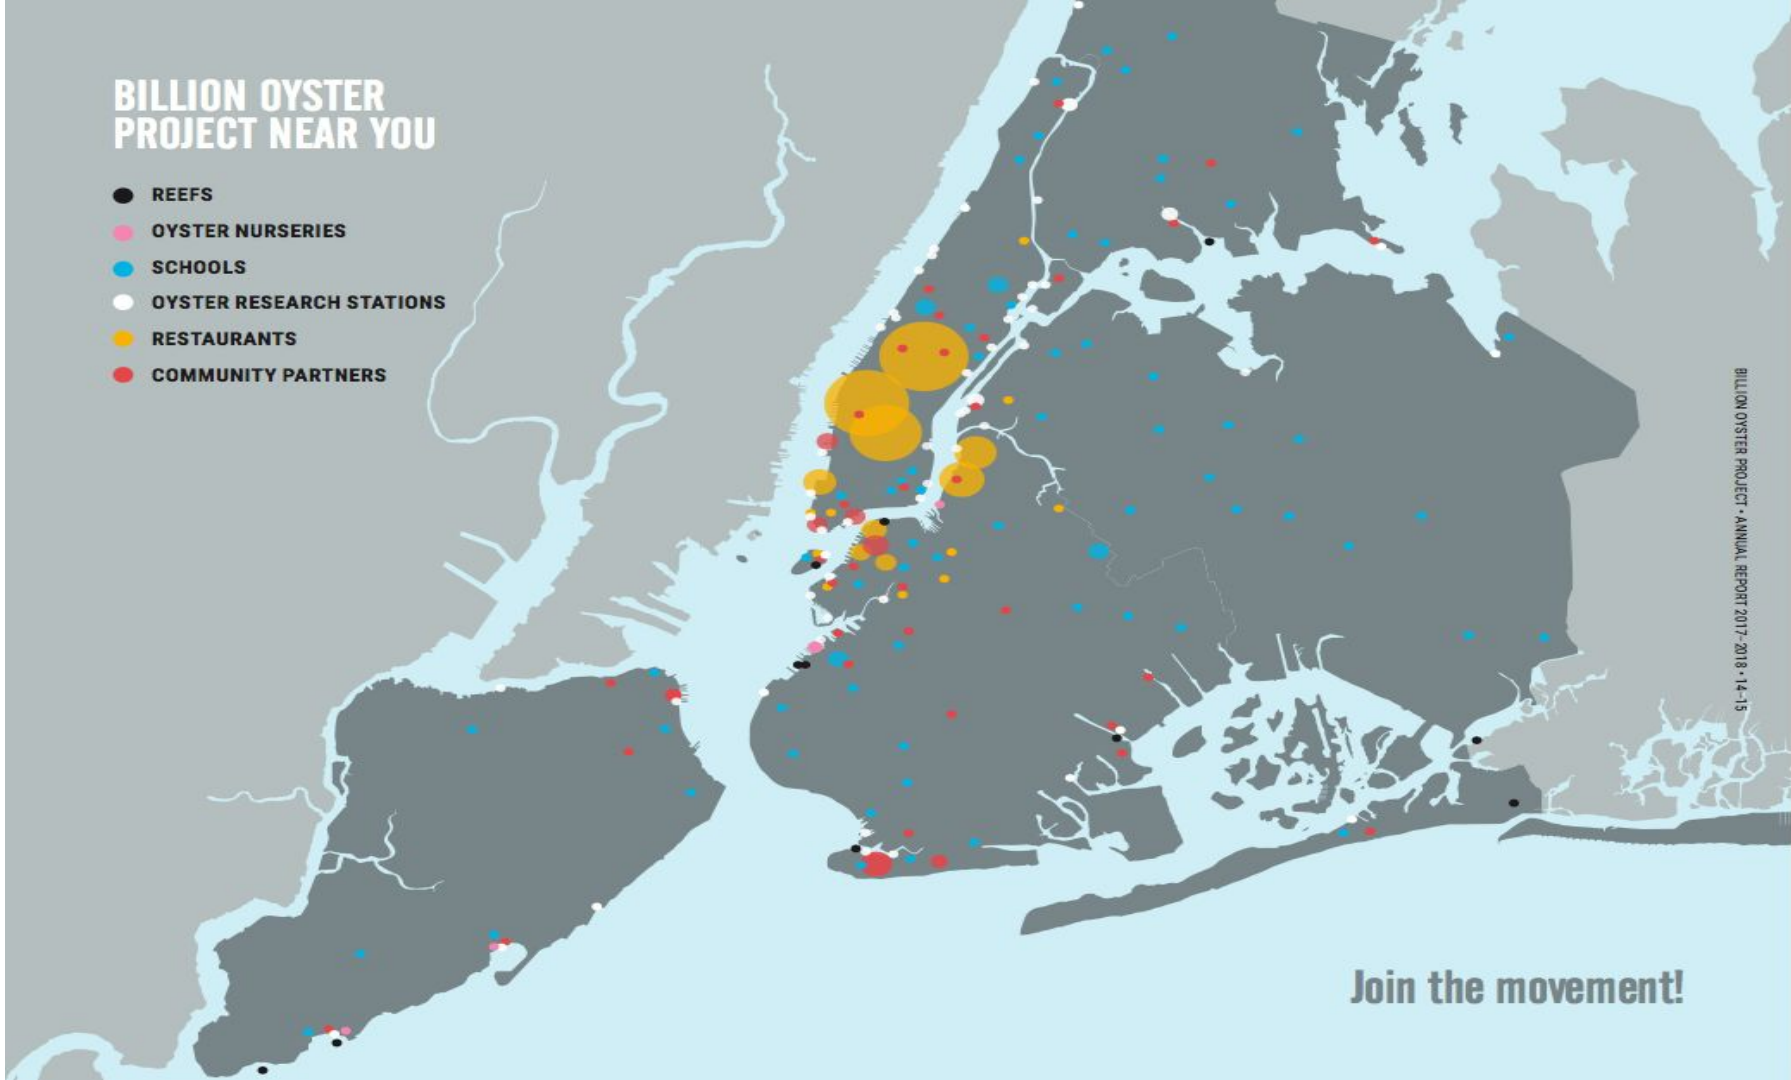 BILLION OYSTER
PROJECT NEAR YOU
REEFS
OYSTER NURSERIES
SCHOOLS
OYSTER RESEARCH STATIONS
RESTAURANTS
COMMUNITY PARTNERS
BILLION OYSTER PROJECT • ANNUAL REPORT 2017–2018 • 14–15
Join the movement!